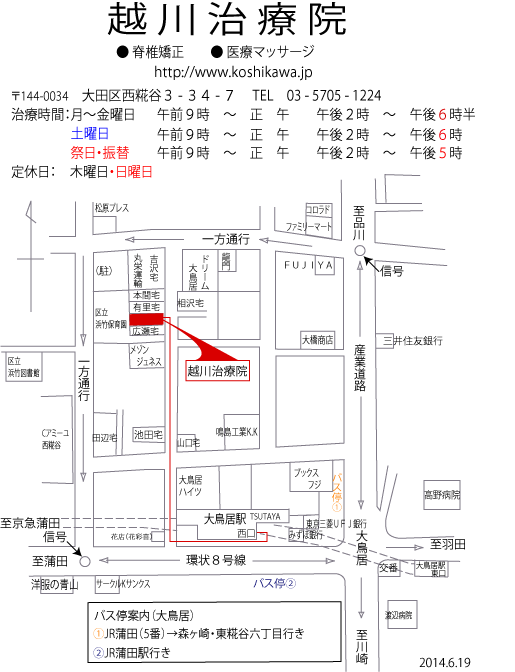 越川治療院
●脊椎矯正　●医療マッサージ
http://www.koshikawa.jp
〒144-0034　大田区西糀谷３-３４-７　TEL　03-5705-1224
治療時間：月～金曜日　午前９時　～　正　午　午後２時　～　午後６時半
土曜日　午前９時　～　正　午　午後２時　～　午後６時
祭日・振替　午前９時　～　正　午　午後２時　～　午後５時
定休日：　木曜日・日曜日
松原プレス
コロラド
ファミリーマート
至品川
一方通行
信号
（駐）
丸栄運輸
吉沢宅
ドリーム
大鳥居
龍門
ＦＵＪＩＹＡ
本間宅
有里宅
相沢宅
区立
浜竹保育園
広瀬宅
大橋商店
三井住友銀行
産業道路
メゾン
ジュネス
越川治療院
区立
浜竹図書館
一方通行
（アミーユ
西糀谷
田辺宅
池田宅
山口宅
鳴島工業K.K
大鳥居
ハイツ
ブックス
フジ
バス停①
高野病院
大鳥居駅
TSUTAYA
西口
東京三菱ＵＦＪ銀行
みずほ銀行
大鳥居
至京急蒲田
信号
至蒲田
環状８号線
至羽田
交番
大鳥居駅
東口
洋服の青山
サークルKサンクス
バス停②
渡辺病院
至川崎
バス停案内（大鳥居）
①JR蒲田（5番）→森ヶ崎・東糀谷六丁目行き
②JR蒲田駅行き
2014.6.19